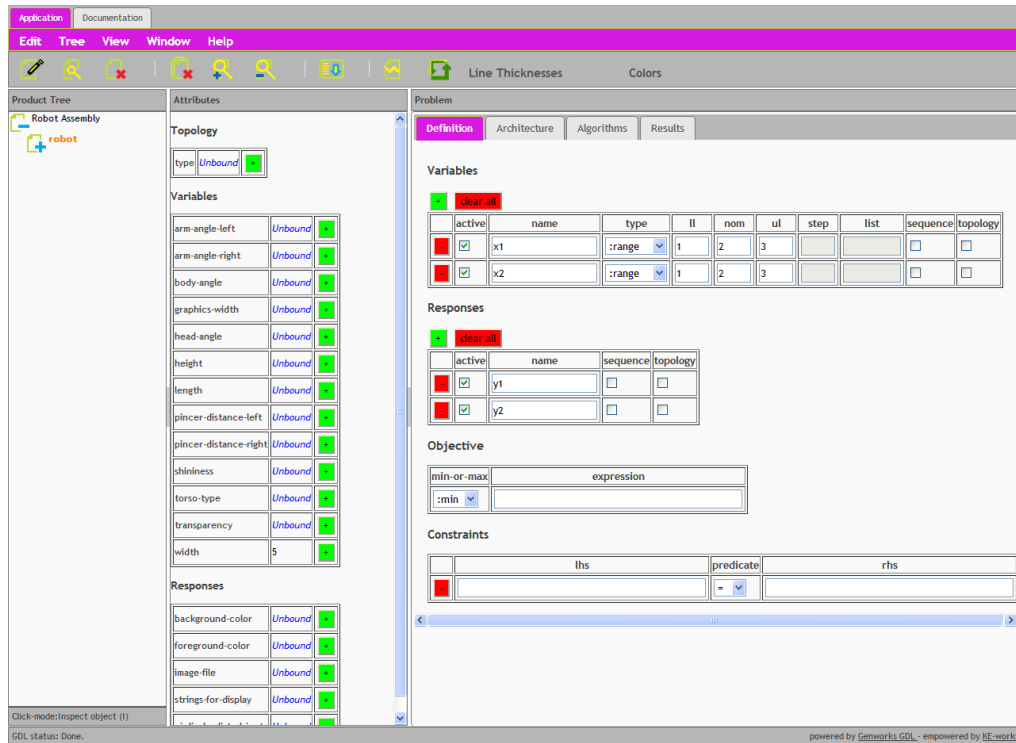 Application Documentation
Edit Tree View Window Help
Line Thicknesses Colors
Product Tree
Robot Assembly
robot
Click-mode:Inspect object (I)
Attributes
Topology
type Unbound +
Variables
arm-angle-left Unbound +
arm-angle-right Unbound +
body-angle Unbound +
graphics-width Unbound +
head-angle Unbound +
height Unbound +
length Unbound +
pincer-distance-left Unbound +
pincer-distance-right Unbound +
shininess Unbound +
torso-type Unbound +
transparency Unbound +
width 5 +
Responses
background-color Unbound +
foreground-color Unbound +
image-file Unbound +
strings-for-display Unbound +
Problem
Definition Architecture Algorithms Results
Variables
+ clear all
active name type ll nom ul step list sequence topology
- x1 :range 1 2 3
- x2 :range 1 2 3
Responses
+ clear all
active name sequence topology
- y1
- y2
Objective
min-or-max expression
:min
Constraints
lhs predicate rhs
- =
GDL status: Done.
powered by Genworks GDL - empowered by KE-work